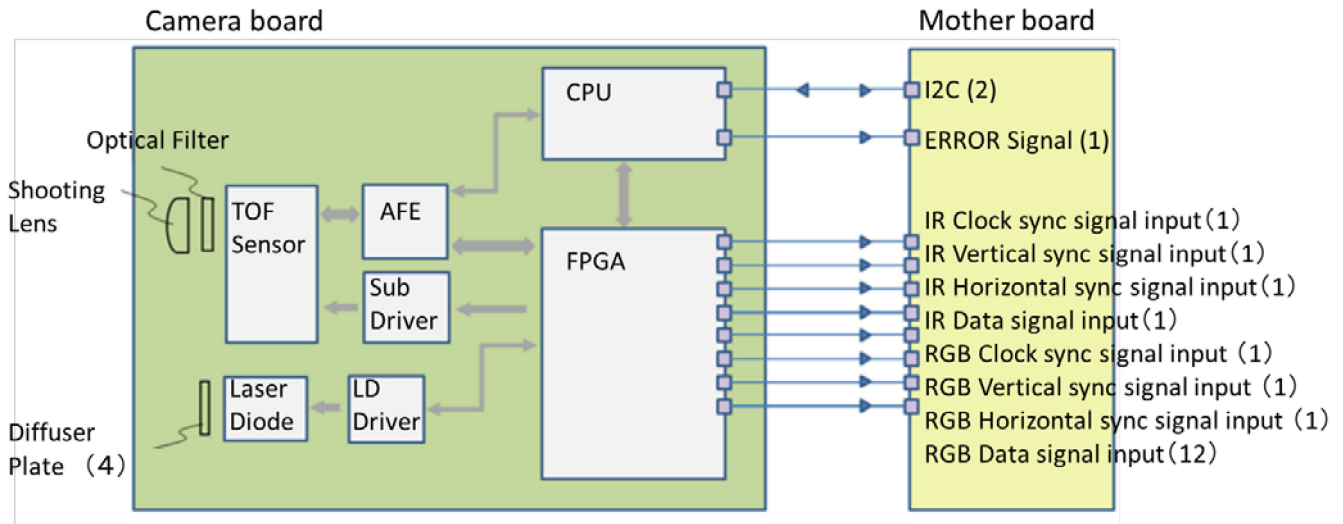 Camera board
Mother board
CPU
I2C (2)
Optical Filter
ERROR Signal (1)
Shooting
Lens
TOF
Sensor
AFE
FPGA
Sub
Driver
IR Clock sync signal input(1)
IR Vertical sync signal input(1)
IR Horizontal sync signal input(1)
IR Data signal input(1)
RGB Clock sync signal input (1)
RGB Vertical sync signal input (1)
RGB Horizontal sync signal input (1)
RGB Data signal input(12)
Laser
Diode
LD
Driver
Diffuser
Plate (4)